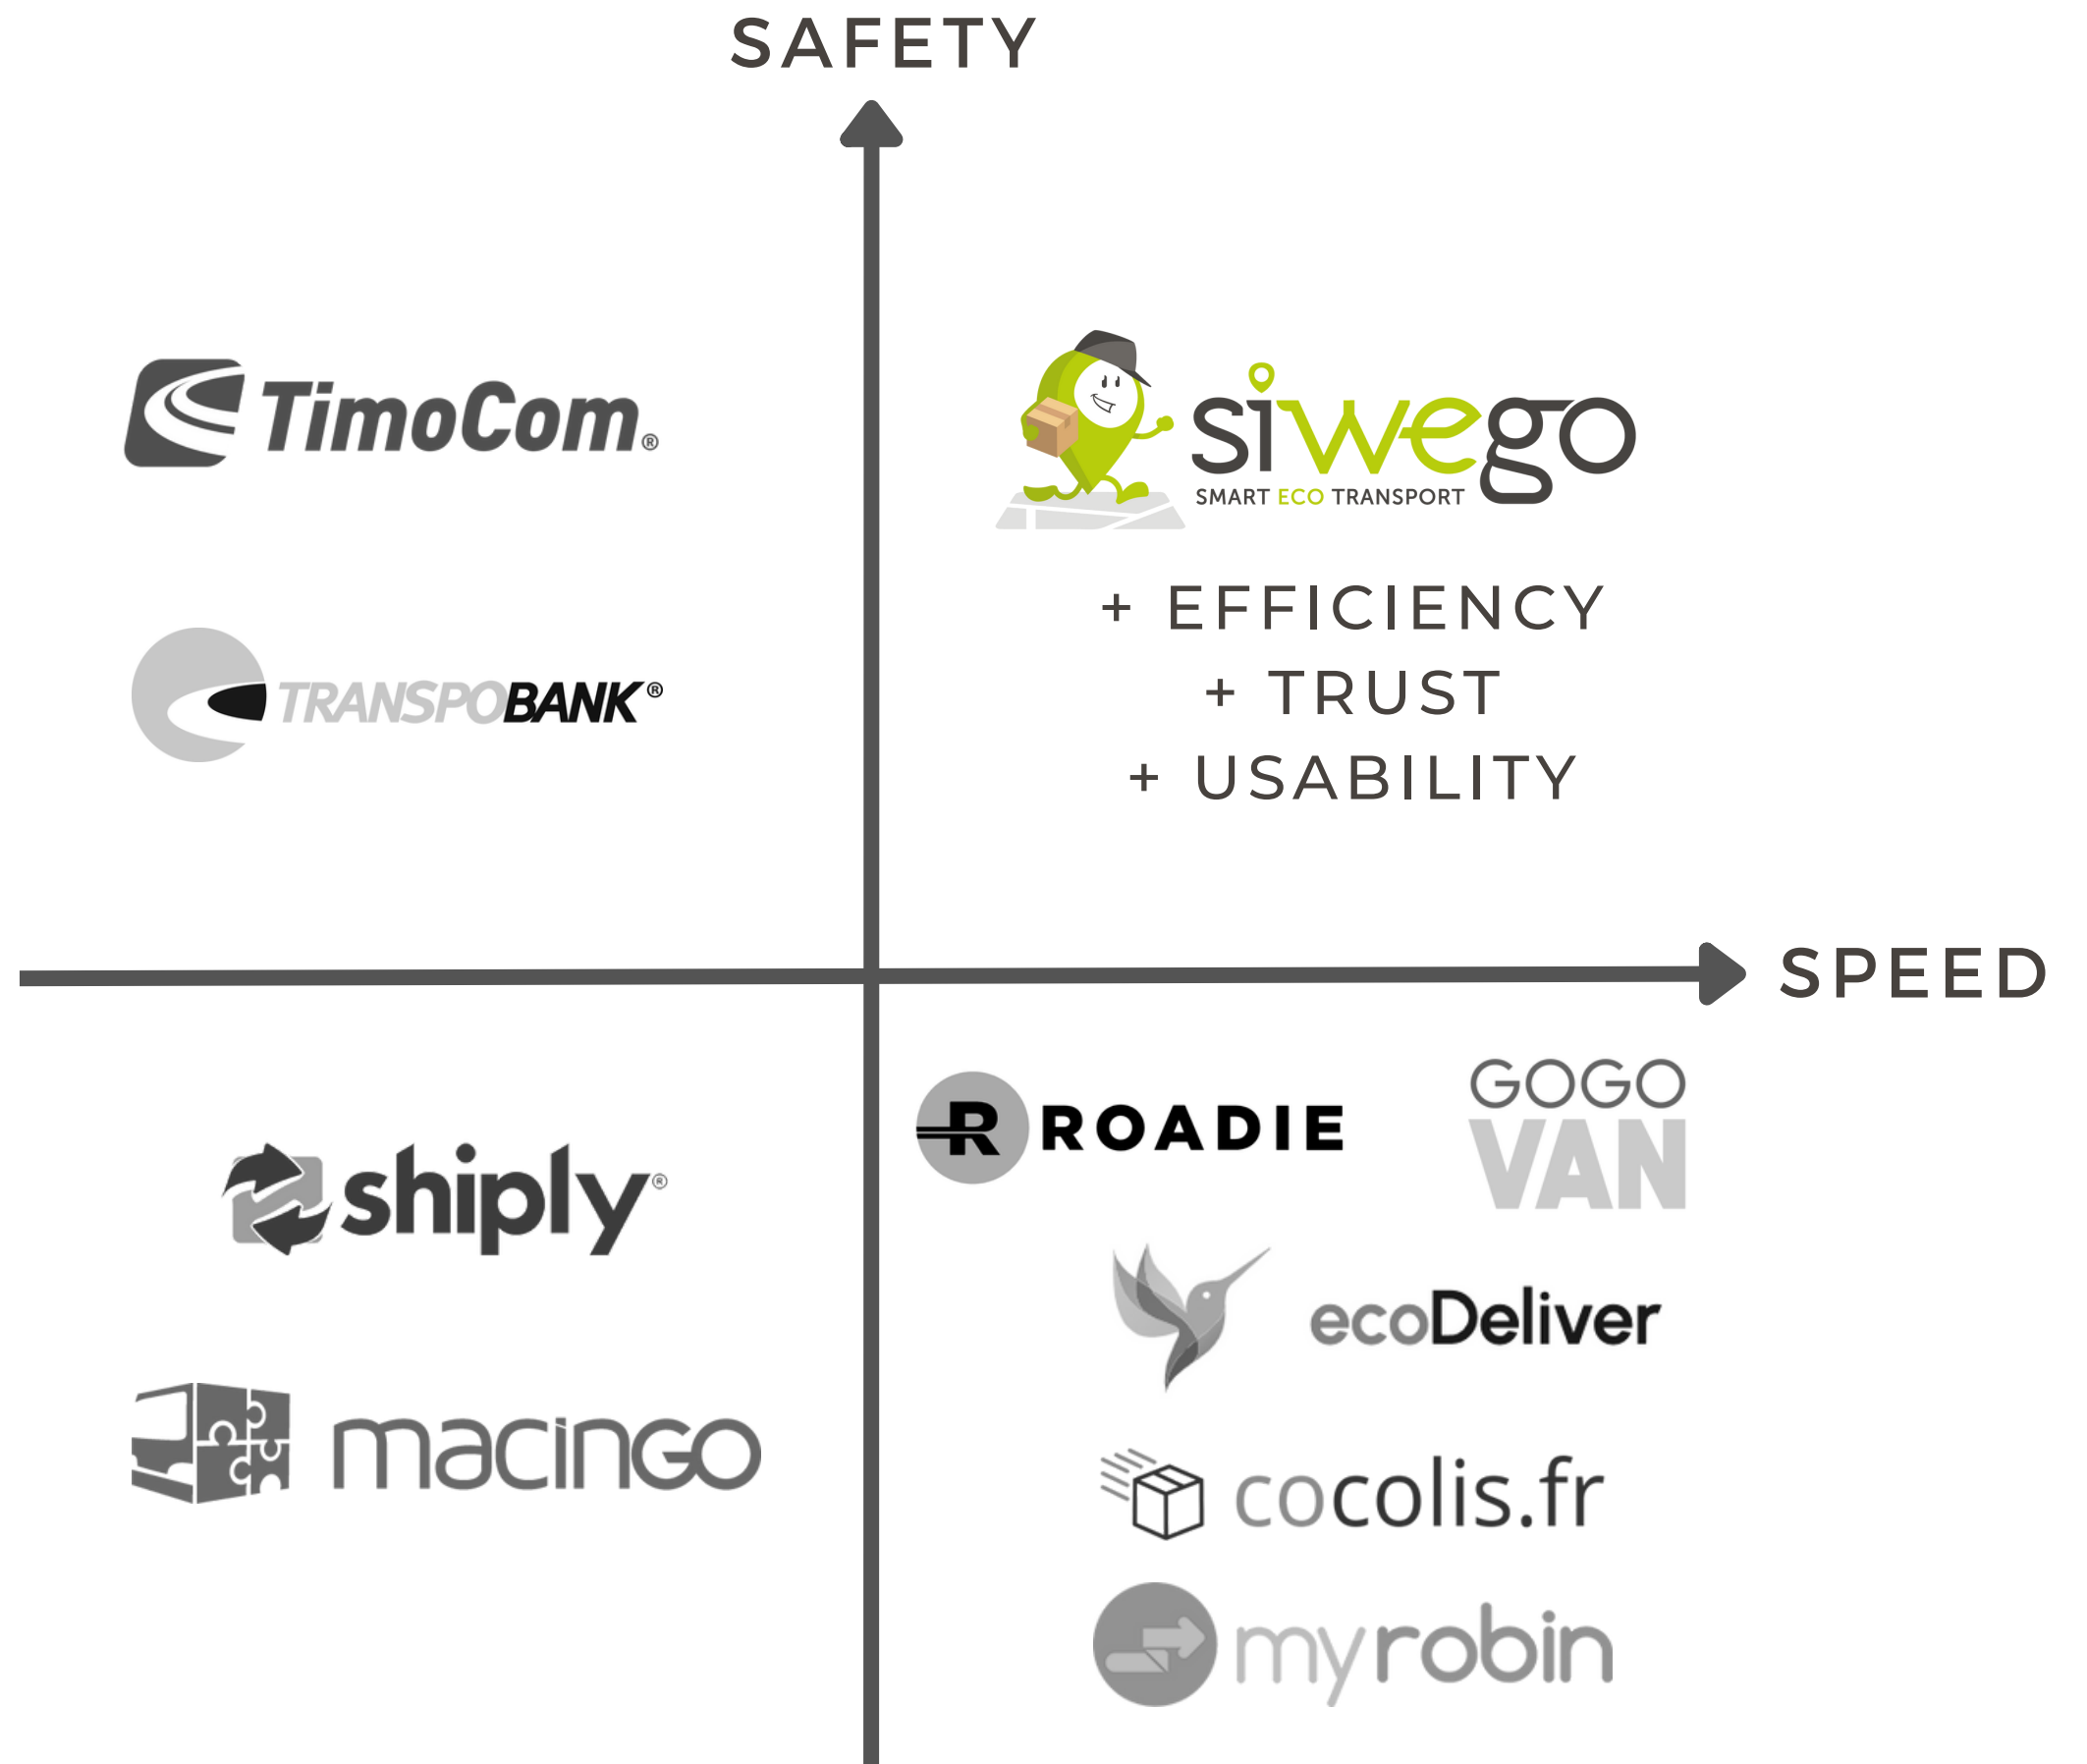 SAFETY
TimoCom®
siwego
SMART ECO TRANSPORT
+ EFFICIENCY
TRANSPOBANK®
+ TRUST
+ USABILITY
SPEED
GOGO
VAN
R ROADIE
shiply®
ecoDeliver
macinGO
cocolis.fr
myrobin